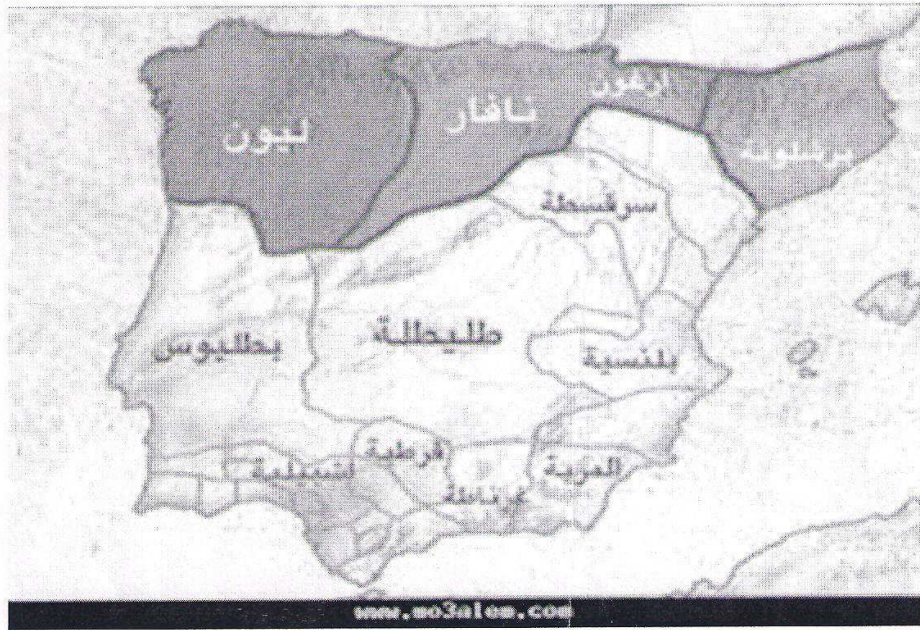 ليون
نافار
ارغون
برشلونة
سرقسطة
بطليوس
طليطلة
بلنسية
اشبيلية
قرطبة
غرناطة
المرية
www.mo3alem.com